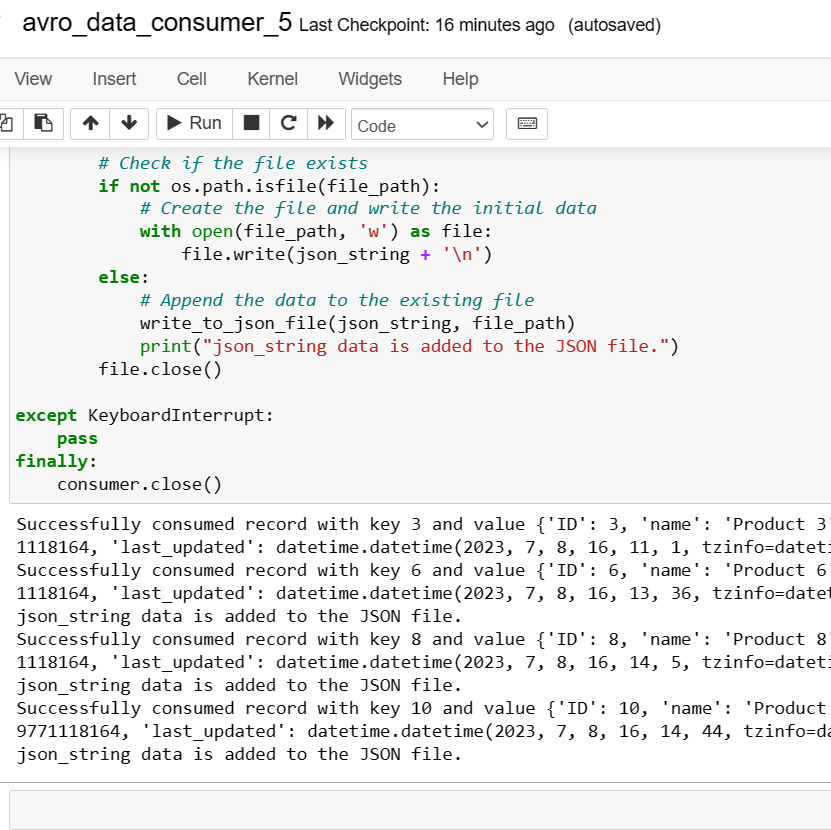 avro_data_consumer_5 Last Checkpoint: 16 minutes ago (autosaved)
View Insert Cell Kernel Widgets Help
Run Code
        # Check if the file exists
        if not os.path.isfile(file_path):
            # Create the file and write the initial data
            with open(file_path, 'w') as file:
                file.write(json_string + '\n')
        else:
            # Append the data to the existing file
            write_to_json_file(json_string, file_path)
            print("json_string data is added to the JSON file.")
        file.close()
except KeyboardInterrupt:
    pass
finally:
    consumer.close()
Successfully consumed record with key 3 and value {'ID': 3, 'name': 'Product 3'
1118164, 'last_updated': datetime.datetime(2023, 7, 8, 16, 11, 1, tzinfo=dateti
Successfully consumed record with key 6 and value {'ID': 6, 'name': 'Product 6'
1118164, 'last_updated': datetime.datetime(2023, 7, 8, 16, 13, 36, tzinfo=datet
json_string data is added to the JSON file.
Successfully consumed record with key 8 and value {'ID': 8, 'name': 'Product 8'
1118164, 'last_updated': datetime.datetime(2023, 7, 8, 16, 14, 5, tzinfo=dateti
json_string data is added to the JSON file.
Successfully consumed record with key 10 and value {'ID': 10, 'name': 'Product
9771118164, 'last_updated': datetime.datetime(2023, 7, 8, 16, 14, 44, tzinfo=da
json_string data is added to the JSON file.